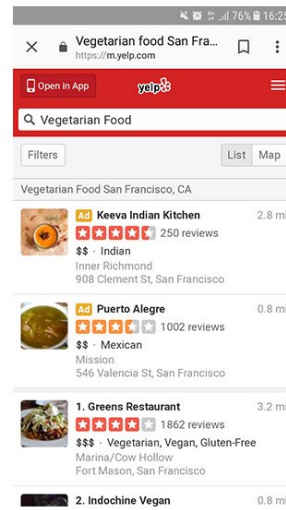 76% 16:25
Vegetarian food San Fra...
https://m.yelp.com
Open in App
yelp
Vegetarian Food
Filters
List
Map
Vegetarian Food San Francisco, CA
Ad Keeva Indian Kitchen 2.8 mi
250 reviews
$$ · Indian
Inner Richmond
908 Clement St, San Francisco
Ad Puerto Alegre 0.8 mi
1002 reviews
$$ · Mexican
Mission
546 Valencia St, San Francisco
1. Greens Restaurant 3.2 mi
1862 reviews
$$$ · Vegetarian, Vegan, Gluten-Free
Marina/Cow Hollow
Fort Mason, San Francisco
2. Indochine Vegan 0.8 mi